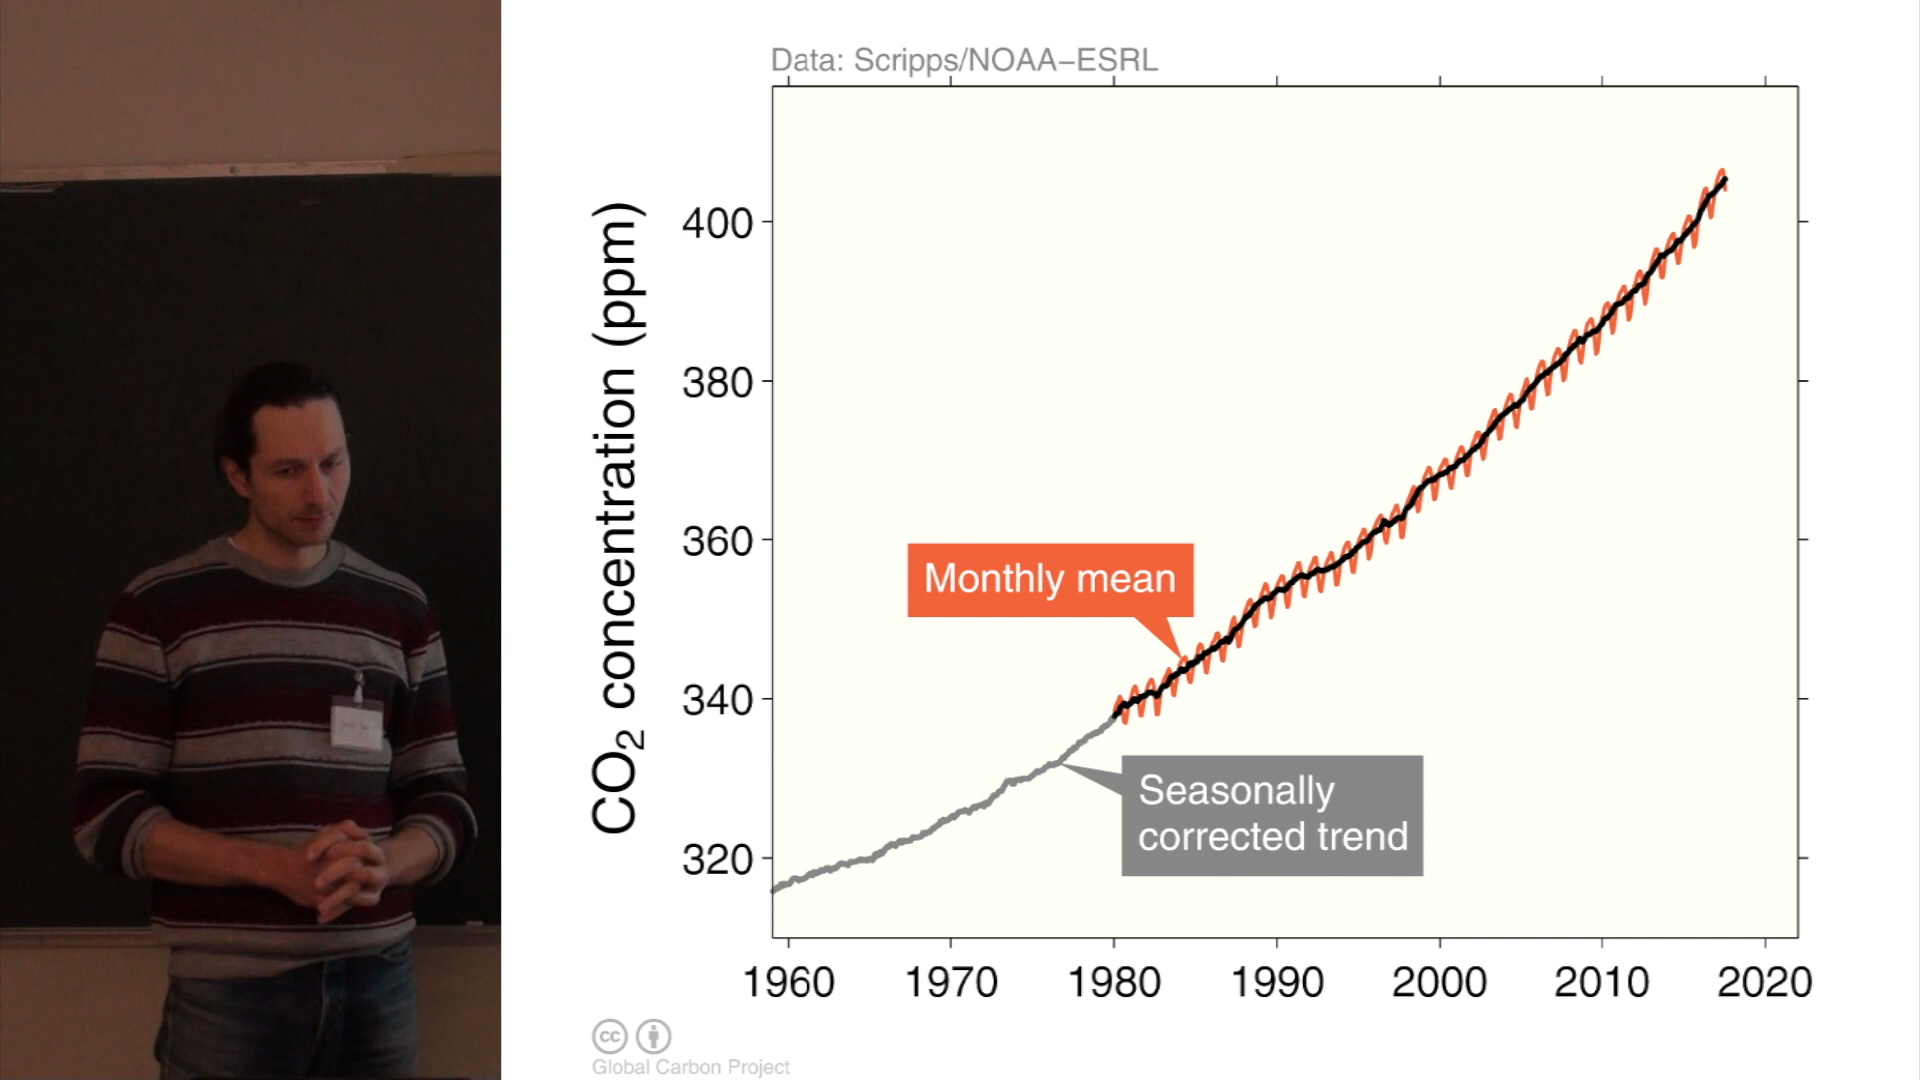 Data: Scripps/NOAA−ESRL
CO₂ concentration (ppm)
400
380
360
340
320
Monthly mean
Seasonally
corrected trend
1960 1970 1980 1990 2000 2010 2020
cc
Global Carbon Project